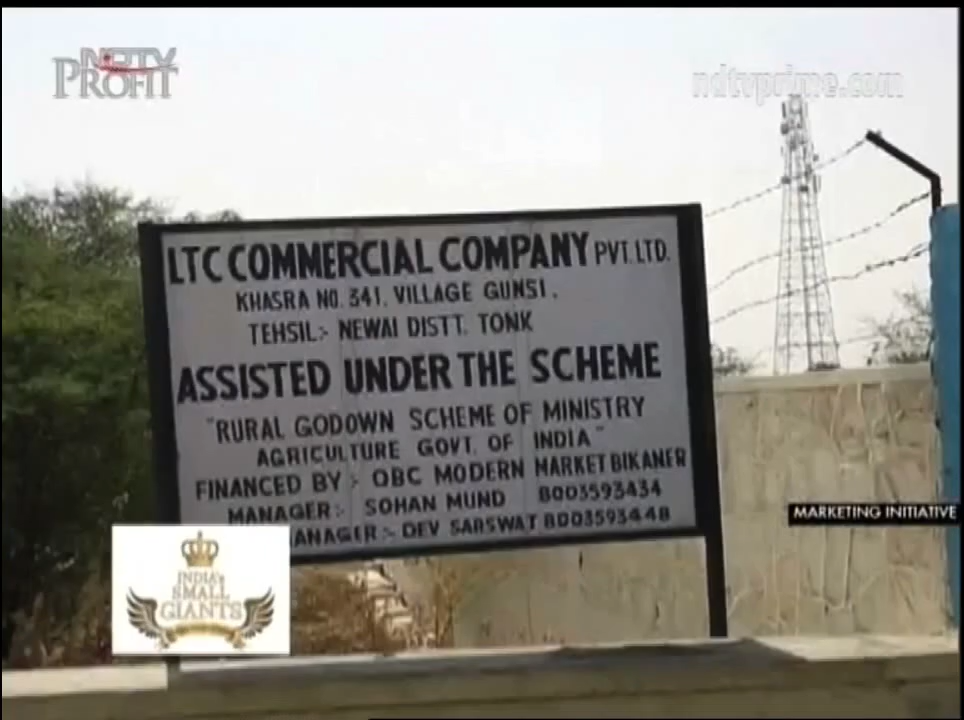 NDTV
PROFIT
ndtvprime.com
LTC COMMERCIAL COMPANY PVT. LTD.
KHASRA NO. 341, VILLAGE GUNSI,
TEHSIL:- NEWAI DISTT. TONK
ASSISTED UNDER THE SCHEME
"RURAL GODOWN SCHEME OF MINISTRY
AGRICULTURE GOVT. OF INDIA"
FINANCED BY :- OBC MODERN MARKET BIKANER
MANAGER:- SOHAN MUND 8003593434
ANAGER:- DEV SARSWAT 8003593448
MARKETING INITIATIVE
INDIA's
SMALL
GIANTS